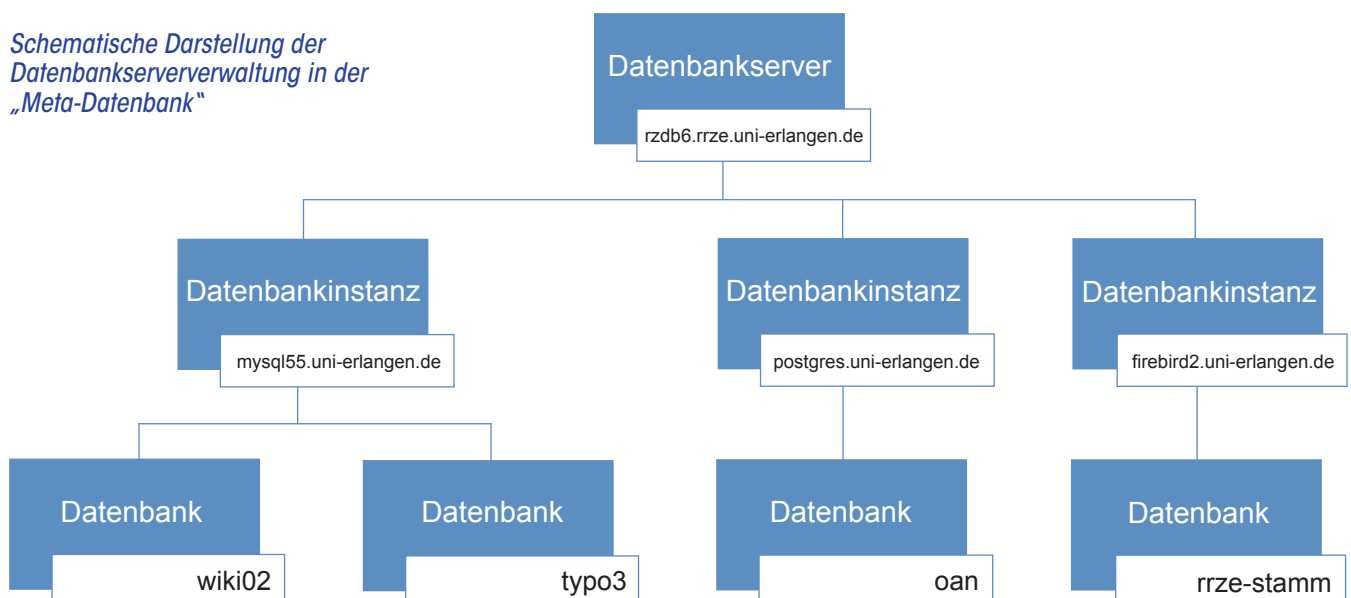 Schematische Darstellung der
Datenbankserververwaltung in der
„Meta-Datenbank“
Datenbankserver
rzdb6.rrze.uni-erlangen.de
Datenbankinstanz
mysql55.uni-erlangen.de
Datenbankinstanz
postgres.uni-erlangen.de
Datenbankinstanz
firebird2.uni-erlangen.de
Datenbank
wiki02
Datenbank
typo3
Datenbank
oan
Datenbank
rrze-stamm